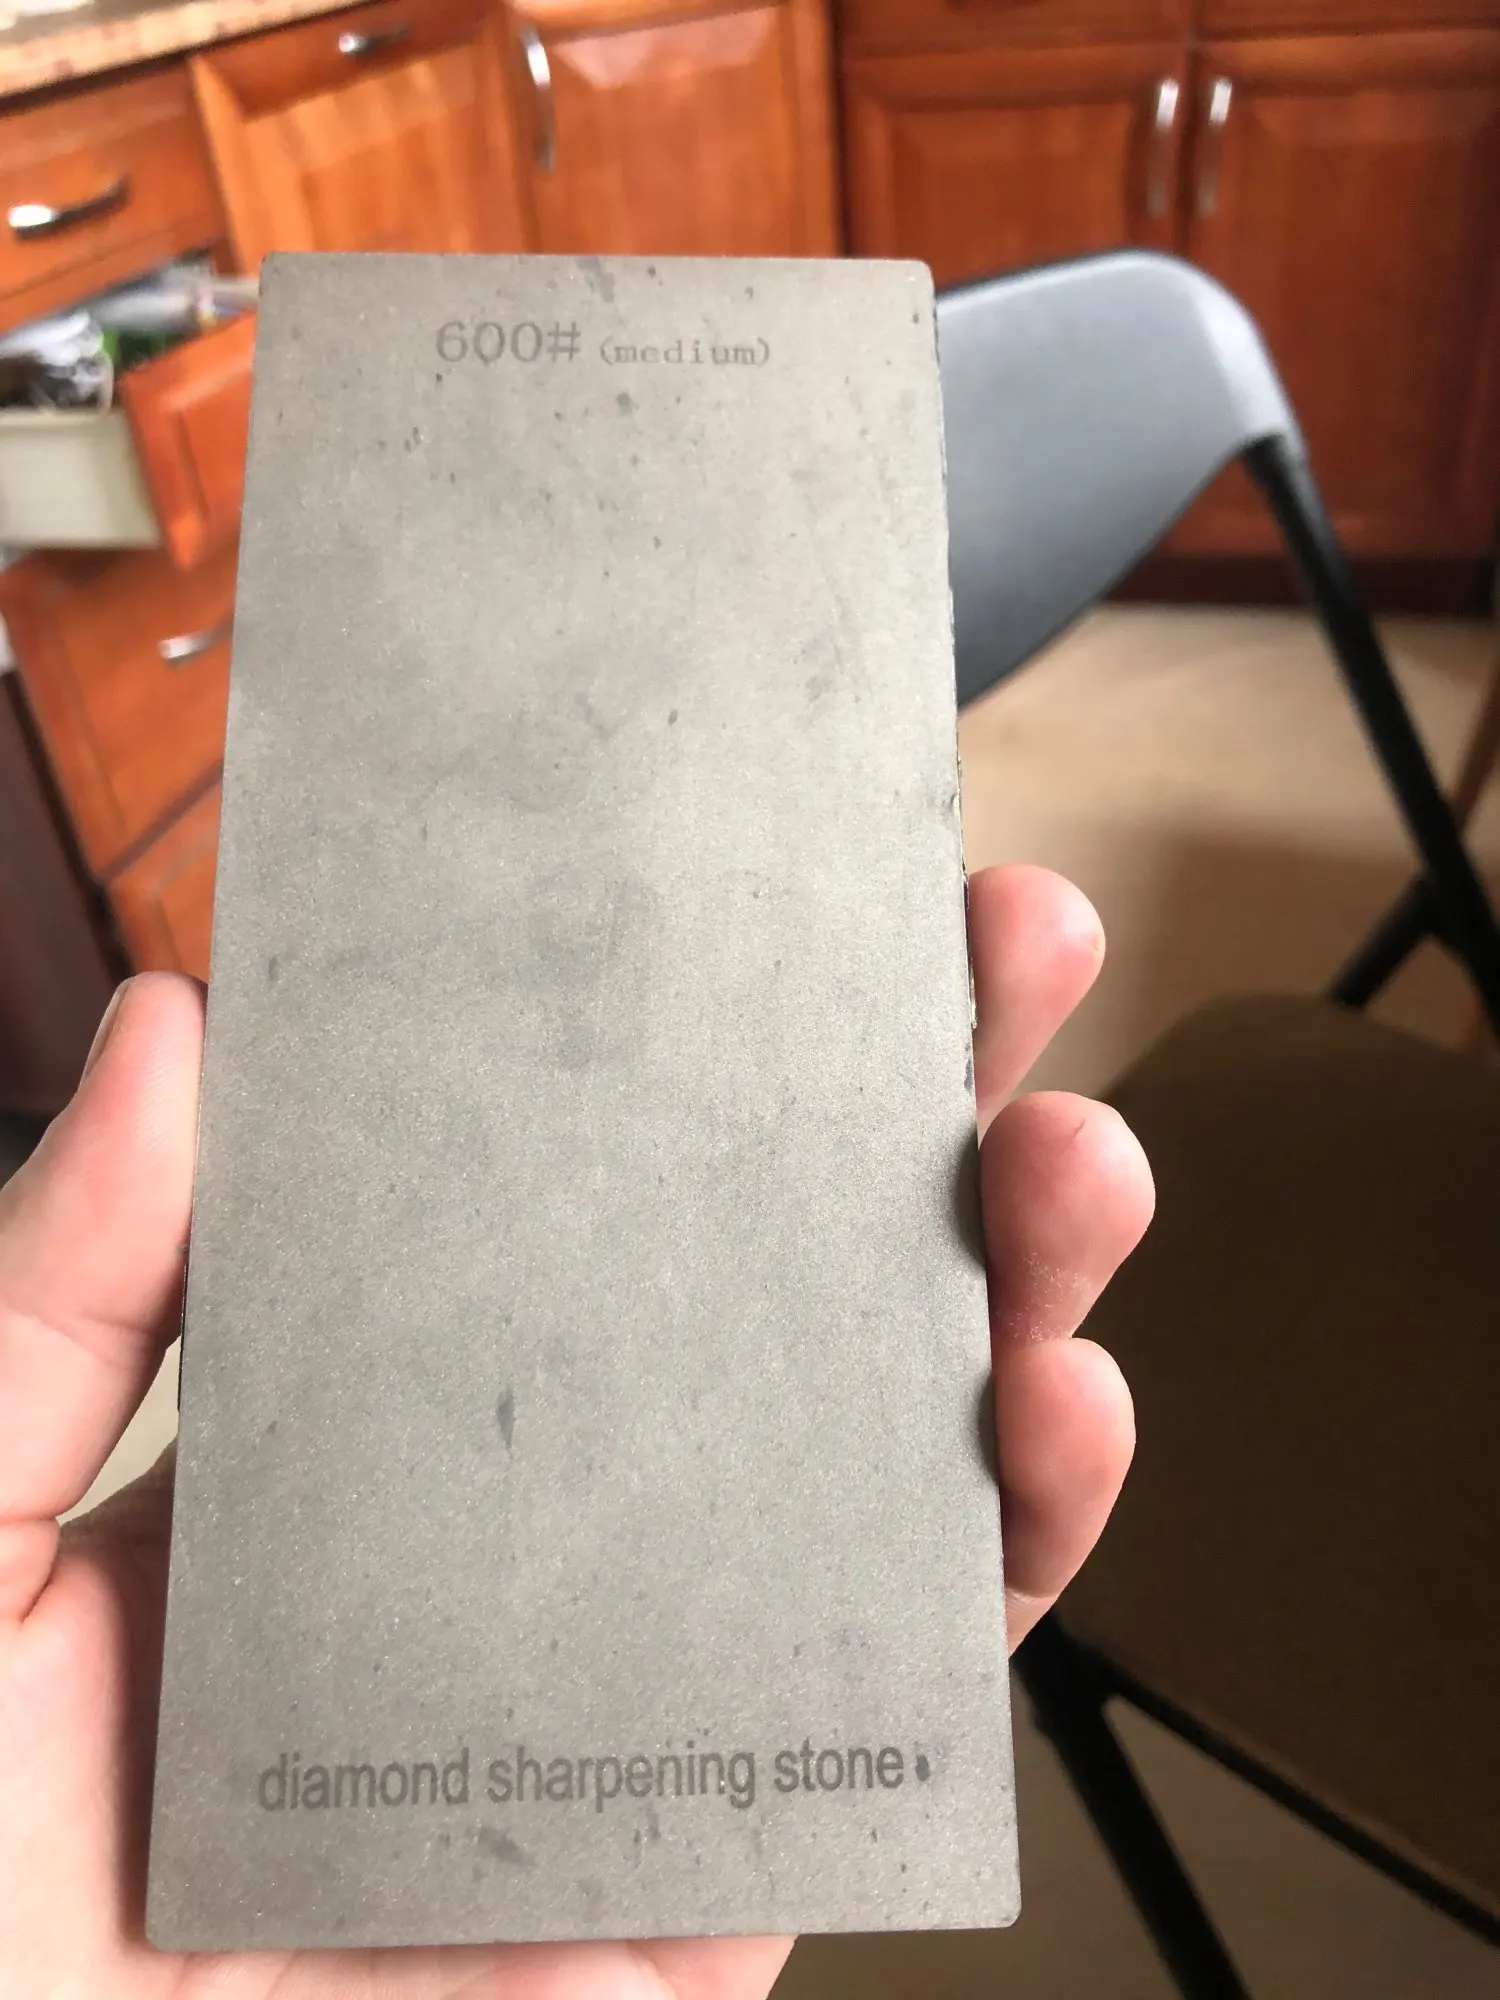 600# (medium)
diamond sharpening stone